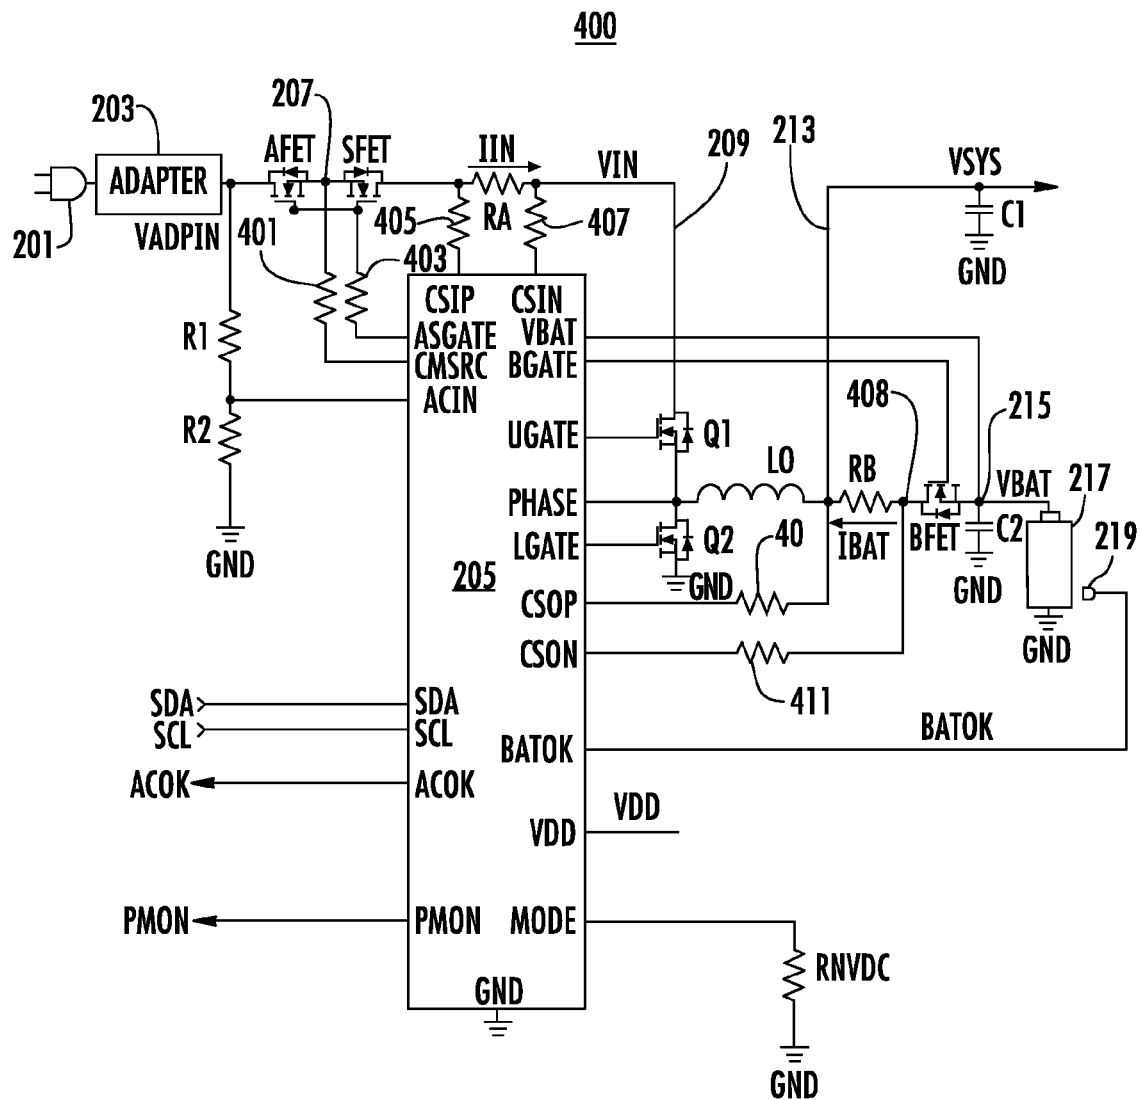 400
203
207
AFET
SFET
IIN
VIN
209
213
VSYS
ADAPTER
201
VADPIN
401
405
RA
407
C1
GND
403
CSIP
CSIN
R1
ASGATE
VBAT
CMSRC
BGATE
ACIN
408
215
R2
UGATE
Q1
LO
RB
VBAT
217
PHASE
GND
LGATE
Q2
40
IBAT
BFET
C2
219
205
GND
GND
CSOP
GND
CSON
411
SDA
SDA
SCL
SCL
BATOK
BATOK
ACOK
ACOK
VDD
VDD
PMON
PMON
MODE
RNVDC
GND
GND